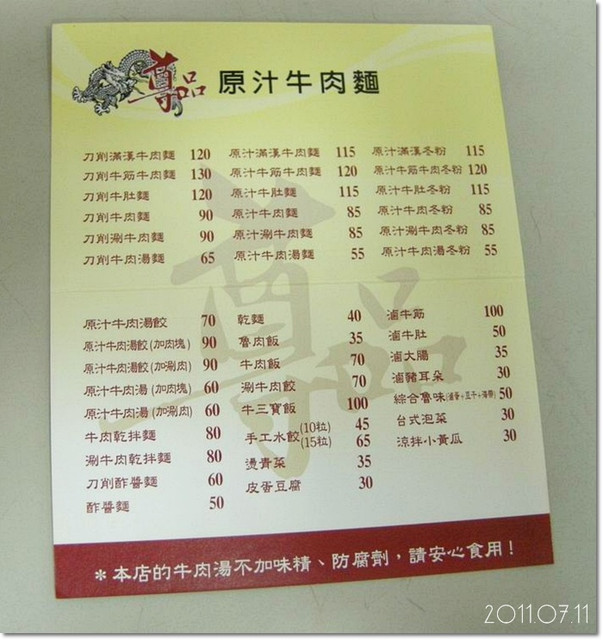 尊品 原汁牛肉麵
刀削滿漢牛肉麵 120 原汁滿漢牛肉麵 115 原汁滿漢冬粉 115
刀削牛筋牛肉麵 130 原汁牛筋牛肉麵 120 原汁牛筋牛肉冬粉 120
刀削牛肚麵 120 原汁牛肚麵 115 原汁牛肚冬粉 115
刀削牛肉麵 90 原汁牛肉麵 85 原汁牛肉冬粉 85
刀削涮牛肉麵 90 原汁涮牛肉麵 85 原汁涮牛肉冬粉 85
刀削牛肉湯麵 65 原汁牛肉湯麵 55 原汁牛肉湯冬粉 55
尊品
原汁牛肉湯餃 70 乾麵 40 滷牛筋 100
原汁牛肉湯餃(加肉塊) 90 魯肉飯 35 滷牛肚 50
原汁牛肉湯餃(加涮肉) 90 牛肉飯 70 滷大腸 35
原汁牛肉湯(加肉塊) 60 涮牛肉餃 70 滷豬耳朵 30
原汁牛肉湯(加涮肉) 60 牛三寶飯 100 綜合魯味(滷蛋+豆干+海帶) 50
牛肉乾拌麵 80 手工水餃 (10粒) 45 台式泡菜 30
涮牛肉乾拌麵 80 (15粒) 65 涼拌小黃瓜 30
刀削酢醬麵 60 燙青菜 35
酢醬麵 50 皮蛋豆腐 30
*本店的牛肉湯不加味精、防腐劑，請安心食用！
2011.07.11